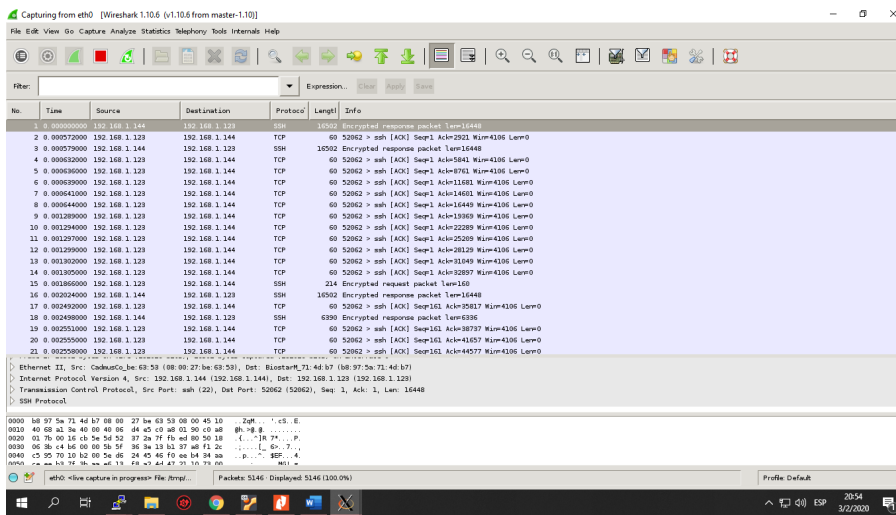 Capturing from eth0 [Wireshark 1.10.6 (v1.10.6 from master-1.10)]
File Edit View Go Capture Analyze Statistics Telephony Tools Internals Help
Filter: Expression... Clear Apply Save
No. Time Source Destination Protocol Length Info
1 0.000000000 192.168.1.144 192.168.1.123 SSH 16502 Encrypted response packet len=16448
2 0.000572000 192.168.1.123 192.168.1.144 TCP 60 52062 > ssh [ACK] Seq=1 Ack=2921 Win=4106 Len=0
3 0.000579000 192.168.1.144 192.168.1.123 SSH 16502 Encrypted response packet len=16448
4 0.000632000 192.168.1.123 192.168.1.144 TCP 60 52062 > ssh [ACK] Seq=1 Ack=5841 Win=4106 Len=0
5 0.000636000 192.168.1.123 192.168.1.144 TCP 60 52062 > ssh [ACK] Seq=1 Ack=8761 Win=4106 Len=0
6 0.000639000 192.168.1.123 192.168.1.144 TCP 60 52062 > ssh [ACK] Seq=1 Ack=11681 Win=4106 Len=0
7 0.000641000 192.168.1.123 192.168.1.144 TCP 60 52062 > ssh [ACK] Seq=1 Ack=14601 Win=4106 Len=0
8 0.000644000 192.168.1.123 192.168.1.144 TCP 60 52062 > ssh [ACK] Seq=1 Ack=16449 Win=4106 Len=0
9 0.001289000 192.168.1.123 192.168.1.144 TCP 60 52062 > ssh [ACK] Seq=1 Ack=19369 Win=4106 Len=0
10 0.001294000 192.168.1.123 192.168.1.144 TCP 60 52062 > ssh [ACK] Seq=1 Ack=22289 Win=4106 Len=0
11 0.001297000 192.168.1.123 192.168.1.144 TCP 60 52062 > ssh [ACK] Seq=1 Ack=25209 Win=4106 Len=0
12 0.001299000 192.168.1.123 192.168.1.144 TCP 60 52062 > ssh [ACK] Seq=1 Ack=28129 Win=4106 Len=0
13 0.001302000 192.168.1.123 192.168.1.144 TCP 60 52062 > ssh [ACK] Seq=1 Ack=31049 Win=4106 Len=0
14 0.001305000 192.168.1.123 192.168.1.144 TCP 60 52062 > ssh [ACK] Seq=1 Ack=32897 Win=4106 Len=0
15 0.001866000 192.168.1.123 192.168.1.144 SSH 214 Encrypted request packet len=160
16 0.002024000 192.168.1.144 192.168.1.123 SSH 16502 Encrypted response packet len=16448
17 0.002492000 192.168.1.123 192.168.1.144 TCP 60 52062 > ssh [ACK] Seq=161 Ack=35817 Win=4106 Len=0
18 0.002498000 192.168.1.144 192.168.1.123 SSH 6390 Encrypted response packet len=6336
19 0.002551000 192.168.1.123 192.168.1.144 TCP 60 52062 > ssh [ACK] Seq=161 Ack=38737 Win=4106 Len=0
20 0.002555000 192.168.1.123 192.168.1.144 TCP 60 52062 > ssh [ACK] Seq=161 Ack=41657 Win=4106 Len=0
21 0.002558000 192.168.1.123 192.168.1.144 TCP 60 52062 > ssh [ACK] Seq=161 Ack=44577 Win=4106 Len=0
Ethernet II, Src: CadmusCo_be:63:53 (08:00:27:be:63:53), Dst: BiostarM_71:4d:b7 (b8:97:5a:71:4d:b7)
Internet Protocol Version 4, Src: 192.168.1.144 (192.168.1.144), Dst: 192.168.1.123 (192.168.1.123)
Transmission Control Protocol, Src Port: ssh (22), Dst Port: 52062 (52062), Seq: 1, Ack: 1, Len: 16448
SSH Protocol
0000 b8 97 5a 71 4d b7 08 00 27 be 63 53 08 00 45 10 ..ZqM... '.cS..E.
0010 40 68 a1 3e 40 00 40 06 d4 e5 c0 a8 01 90 c0 a8 @h.>@.@. ........
0020 01 7b 00 16 cb 5e 5d 52 37 2a 7f fb ed 80 50 18 .{...^]R 7*....P.
0030 06 3b c4 b6 00 00 5b 5f 36 3e 13 b1 37 a8 f1 2c .;....[_ 6>..7..,
0040 c5 95 70 10 b2 00 5e d6 24 45 46 f0 ee b4 34 aa ..p...^. $EF...4.
eth0: <live capture in progress> File: /tmp/... Packets: 5146 · Displayed: 5146 (100.0%) Profile: Default
ESP 20:54
3/2/2020